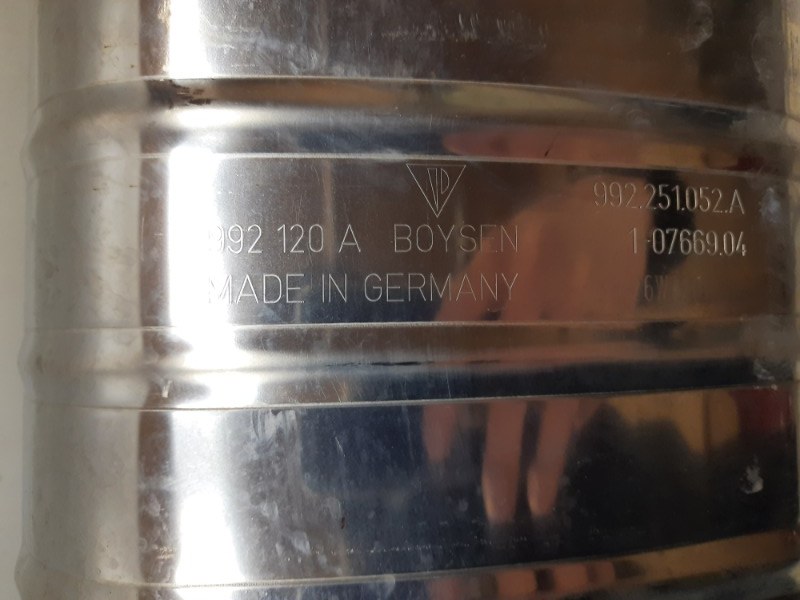 992.251.052.A
992 120 A BOYSEN 1-07669.04
MADE IN GERMANY